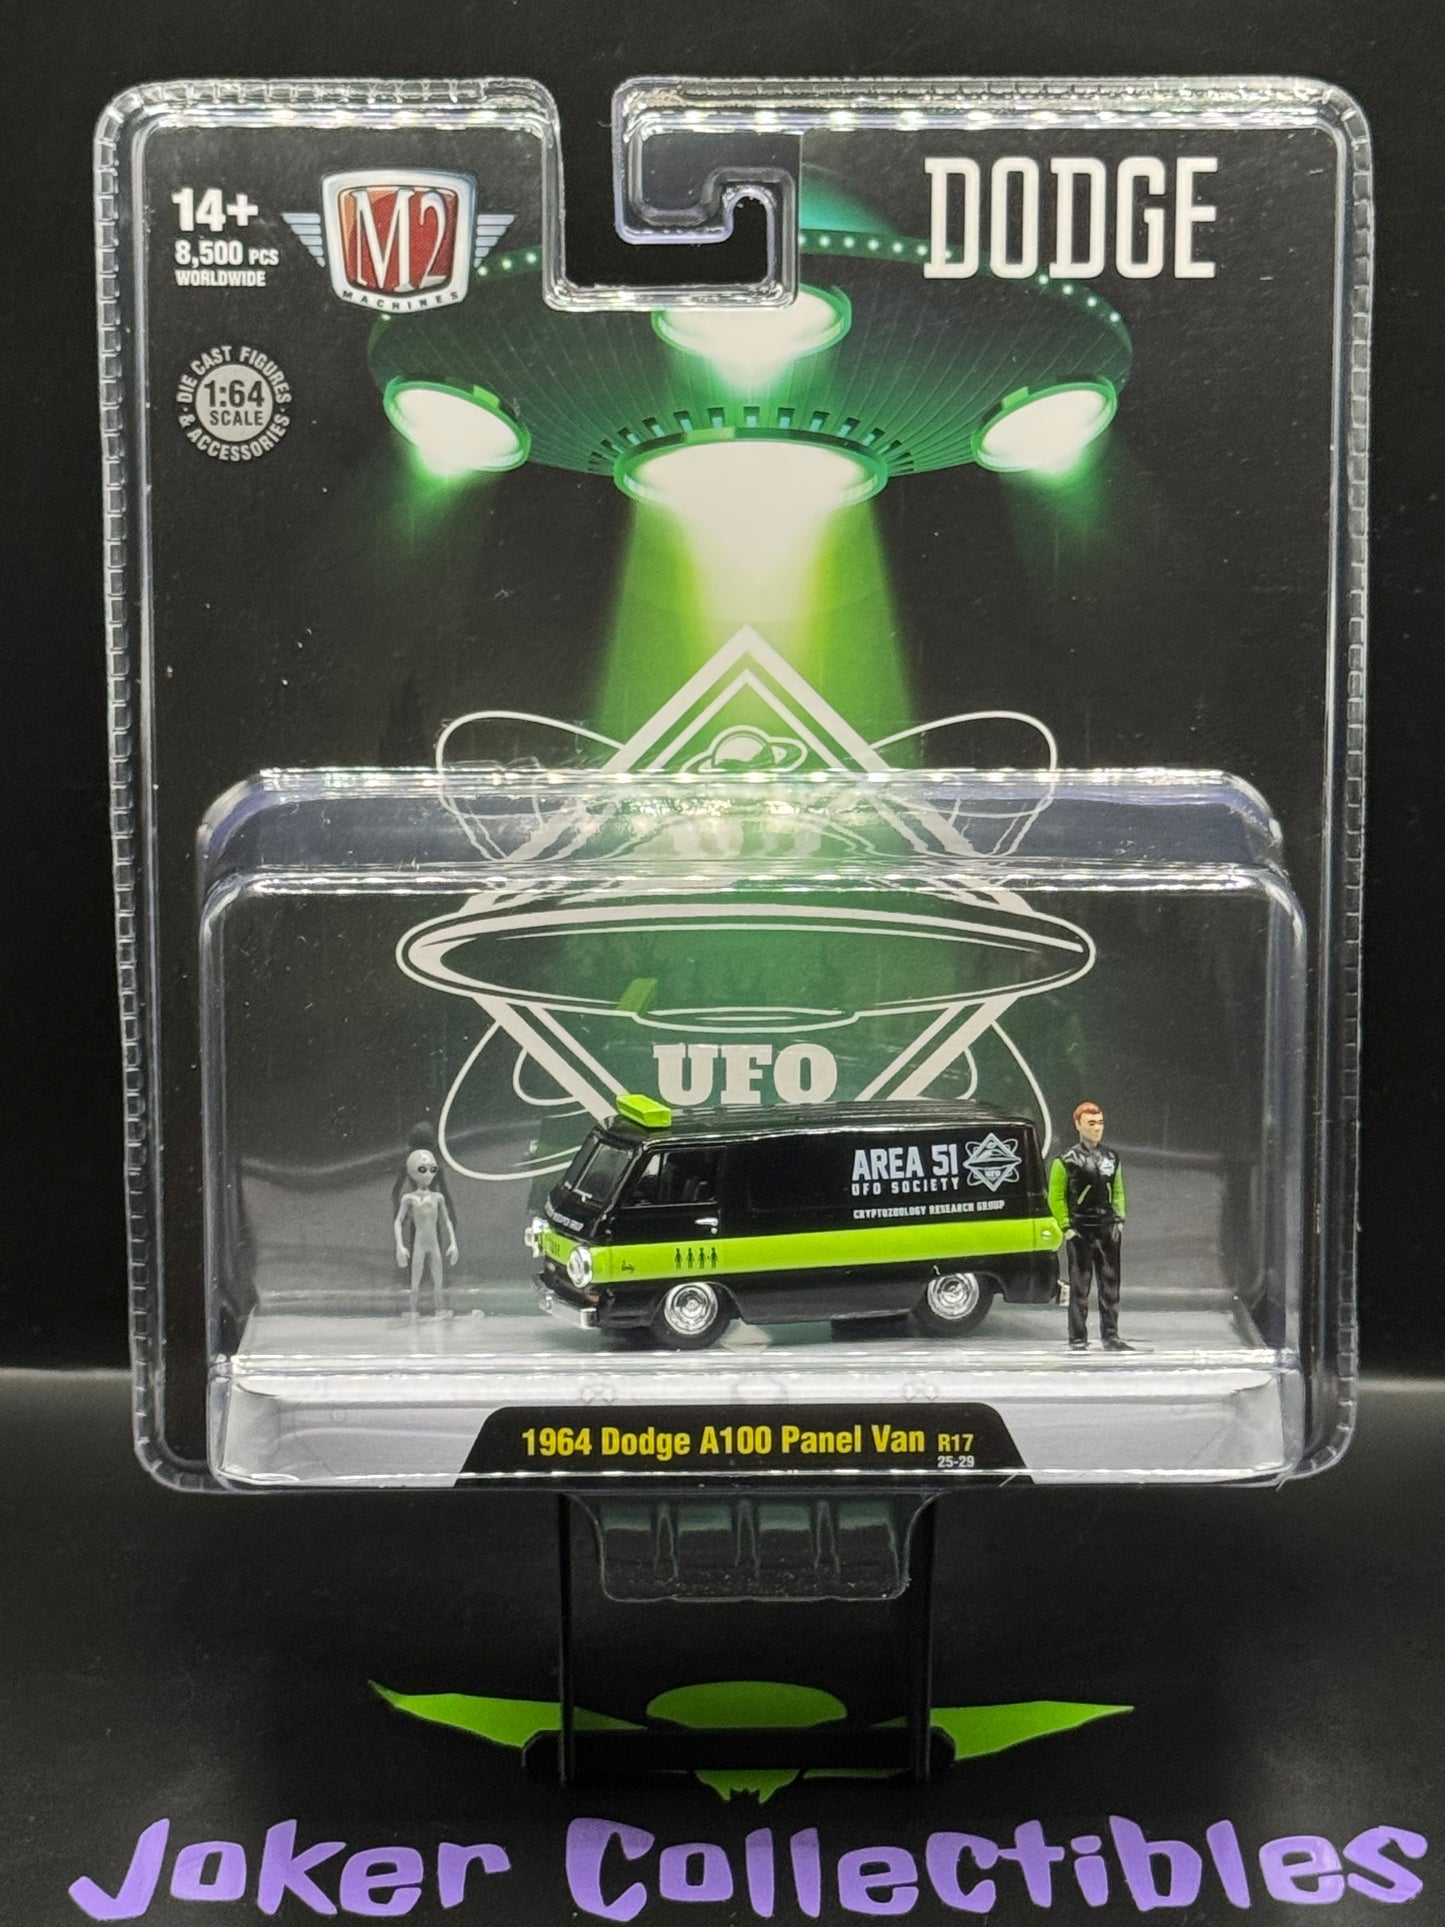 14+
8,500 PCS
WORLDWIDE
M2
MACHINES
DODGE
DIE CAST FIGURES
& ACCESSORIES
1:64
SCALE
UFO
AREA 51
UFO SOCIETY
CRYPTOZOOLOGY RESEARCH GROUP
UFO
1964 Dodge A100 Panel Van R17
25-29
Joker Collectibles